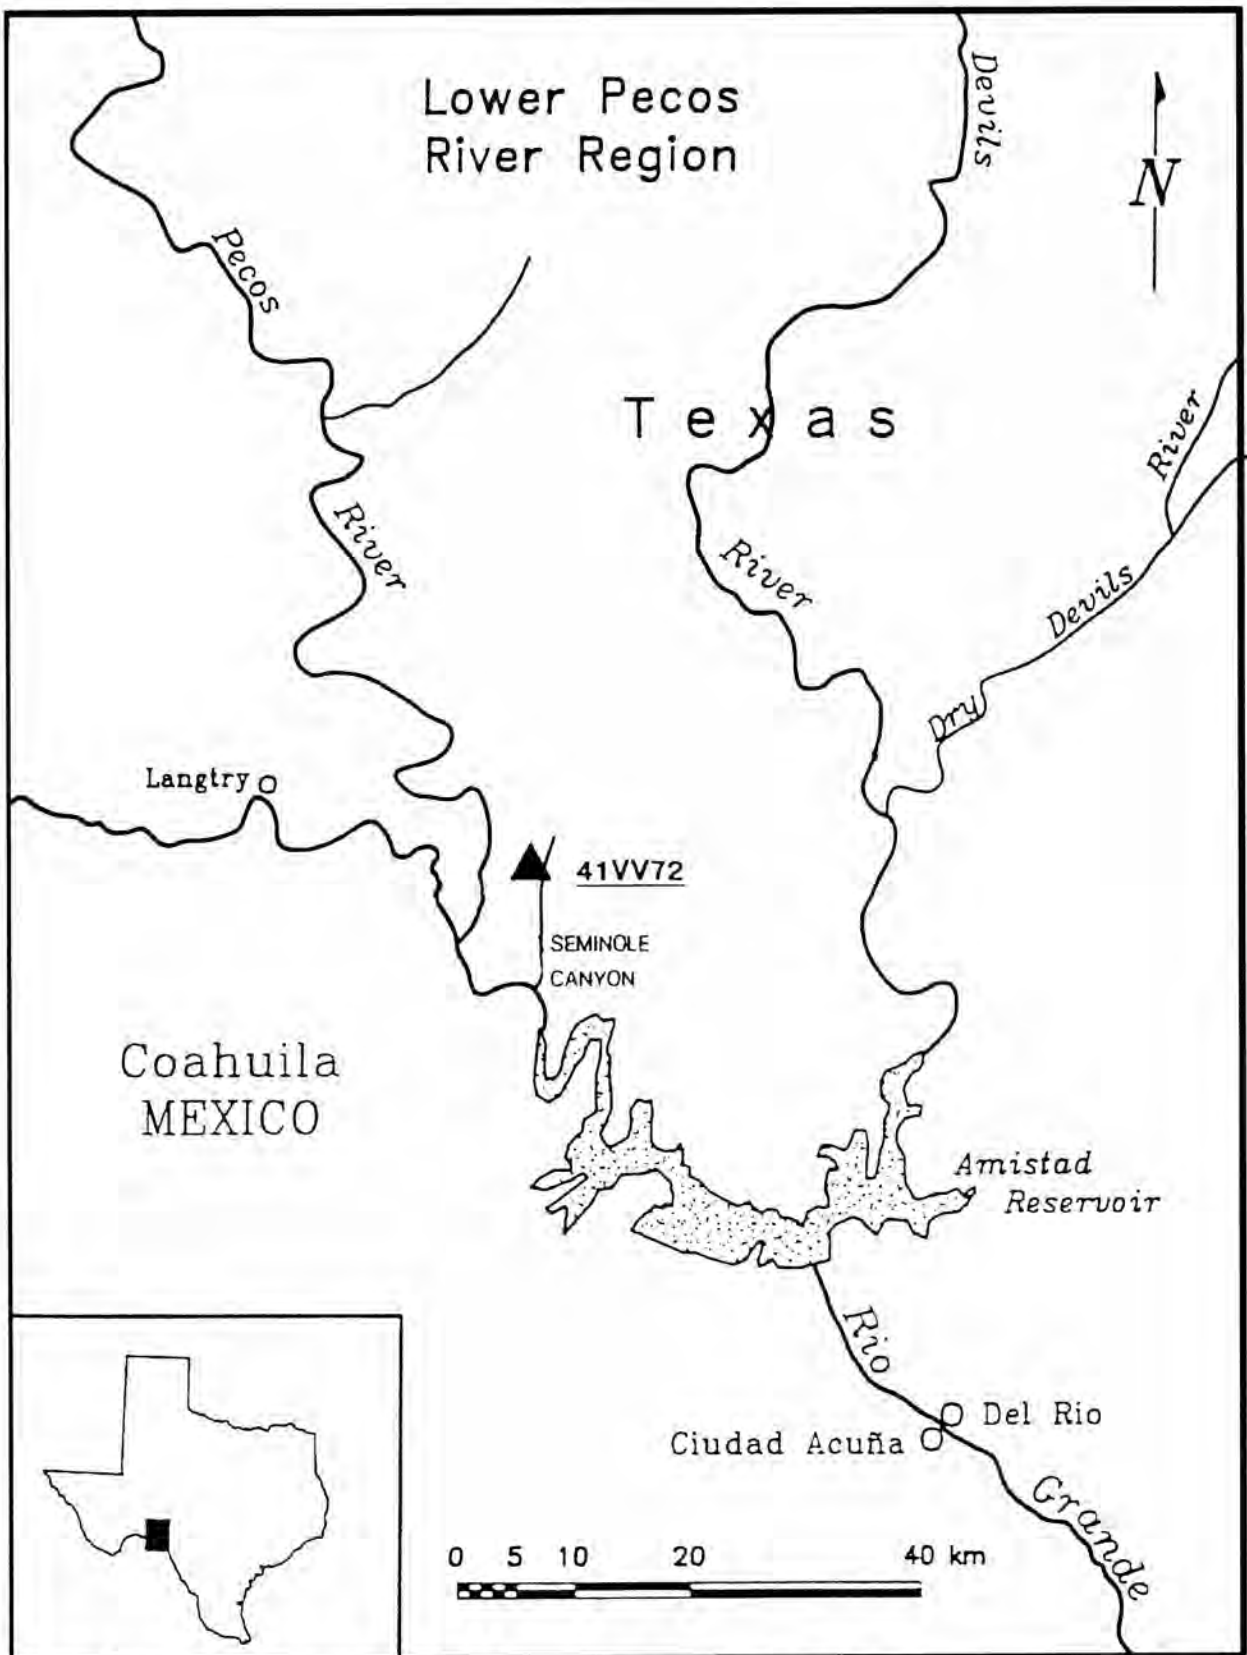 Lower Pecos
River Region
Devils
N
Pecos
Texas
River
River
River
Devils
Dry
Langtry
41VV72
SEMINOLE
CANYON
Coahuila
MEXICO
Amistad
Reservoir
Rio
Del Rio
Ciudad Acuña
Grande
0 5 10 20 40 km